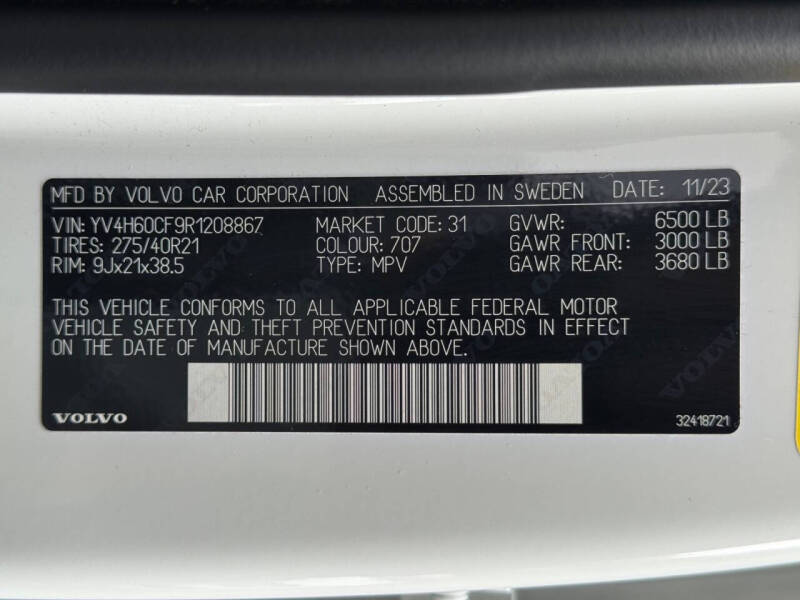 MFD BY VOLVO CAR CORPORATION ASSEMBLED IN SWEDEN DATE: 11/23
VIN: YV4H60CF9R1208867 MARKET CODE: 31 GVWR: 6500 LB
TIRES: 275/40R21 COLOUR: 707 GAWR FRONT: 3000 LB
RIM: 9Jx21x38.5 TYPE: MPV GAWR REAR: 3680 LB
THIS VEHICLE CONFORMS TO ALL APPLICABLE FEDERAL MOTOR
VEHICLE SAFETY AND THEFT PREVENTION STANDARDS IN EFFECT
ON THE DATE OF MANUFACTURE SHOWN ABOVE.
VOLVO 32418721